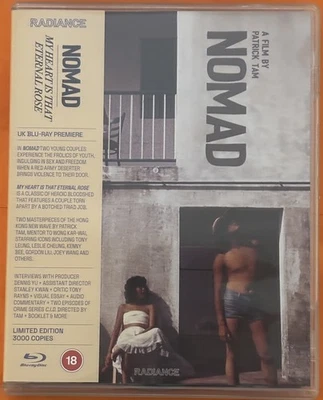 RADIANCE
NOMAD
MY HEART IS THAT
ETERNAL ROSE
UK BLU-RAY PREMIERE
IN NOMAD TWO YOUNG COUPLES
EXPERIENCE THE FROLICS OF YOUTH,
INDULGING IN SEX AND FREEDOM
WHEN A RED ARMY DESERTER
BRINGS VIOLENCE TO THEIR DOOR.
MY HEART IS THAT ETERNAL ROSE
IS A CLASSIC OF HEROIC BLOODSHED
THAT FEATURES A COUPLE TORN
APART BY A BOTCHED TRIAD JOB.
TWO MASTERPIECES OF THE HONG
KONG NEW WAVE BY PATRICK
TAM, MENTOR TO WONG KAR-WAI,
STARRING ICONS INCLUDING TONY
LEUNG, LESLIE CHEUNG, KENNY
BEE, GORDON LIU, JOEY WANG AND
OTHERS.
INTERVIEWS WITH PRODUCER
DENNIS YU + ASSISTANT DIRECTOR
STANLEY KWAN + CRITIC TONY
RAYNS + VISUAL ESSAY + AUDIO
COMMENTARY + TWO EPISODES OF
CRIME SERIES C.I.D DIRECTED BY
TAM + BOOKLET & MORE
LIMITED EDITION
3000 COPIES
Blu-ray Disc
18
A FILM BY
PATRICK TAM
NOMAD
RADIANCE